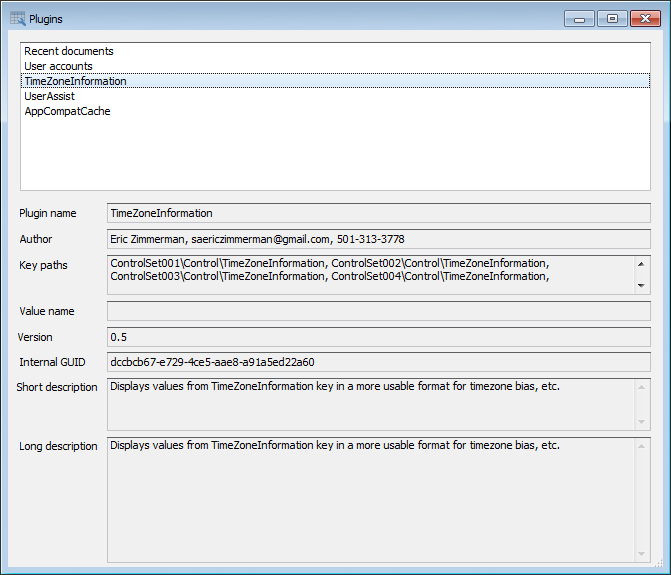 Plugins
Recent documents
User accounts
TimeZoneInformation
UserAssist
AppCompatCache
Plugin name TimeZoneInformation
Author Eric Zimmerman, saericzimmerman@gmail.com, 501-313-3778
Key paths ControlSet001\Control\TimeZoneInformation, ControlSet002\Control\TimeZoneInformation,
ControlSet003\Control\TimeZoneInformation, ControlSet004\Control\TimeZoneInformation,
Value name
Version 0.5
Internal GUID dccbcb67-e729-4ce5-aae8-a91a5ed22a60
Short description Displays values from TimeZoneInformation key in a more usable format for timezone bias, etc.
Long description Displays values from TimeZoneInformation key in a more usable format for timezone bias, etc.